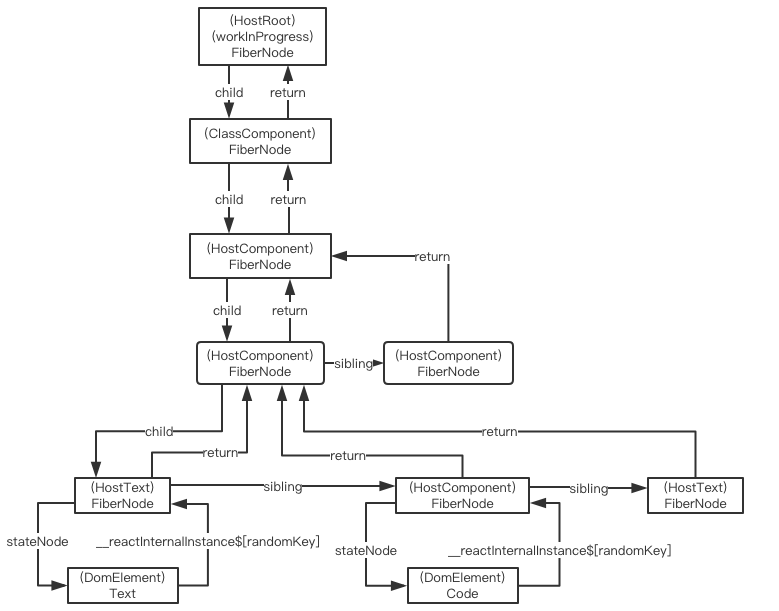 (HostRoot)
(workInProgress)
FiberNode
child
return
(ClassComponent)
FiberNode
child
return
(HostComponent)
FiberNode
return
child
return
(HostComponent)
FiberNode
sibling
(HostComponent)
FiberNode
child
return
return
return
(HostText)
FiberNode
sibling
(HostComponent)
FiberNode
sibling
(HostText)
FiberNode
stateNode
__reactInternalInstance$[randomKey]
stateNode
__reactInternalInstance$[randomKey]
(DomElement)
Text
(DomElement)
Code